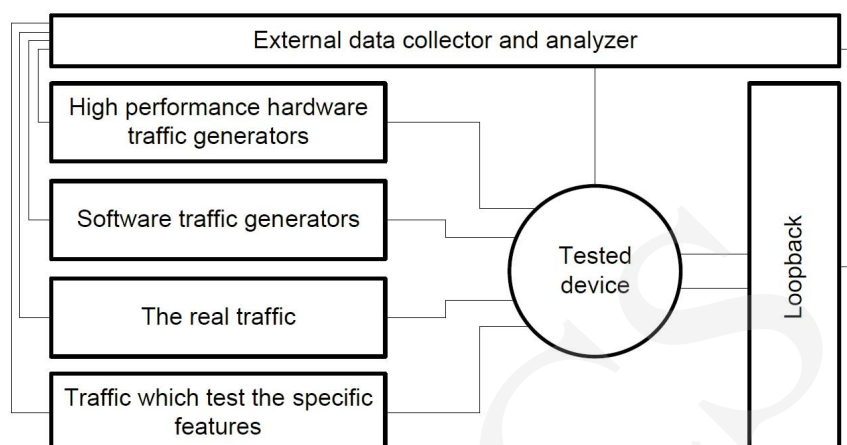 External data collector and analyzer
High performance hardware
traffic generators
Software traffic generators
The real traffic
Traffic which test the specific
features
Tested
device
Loopback